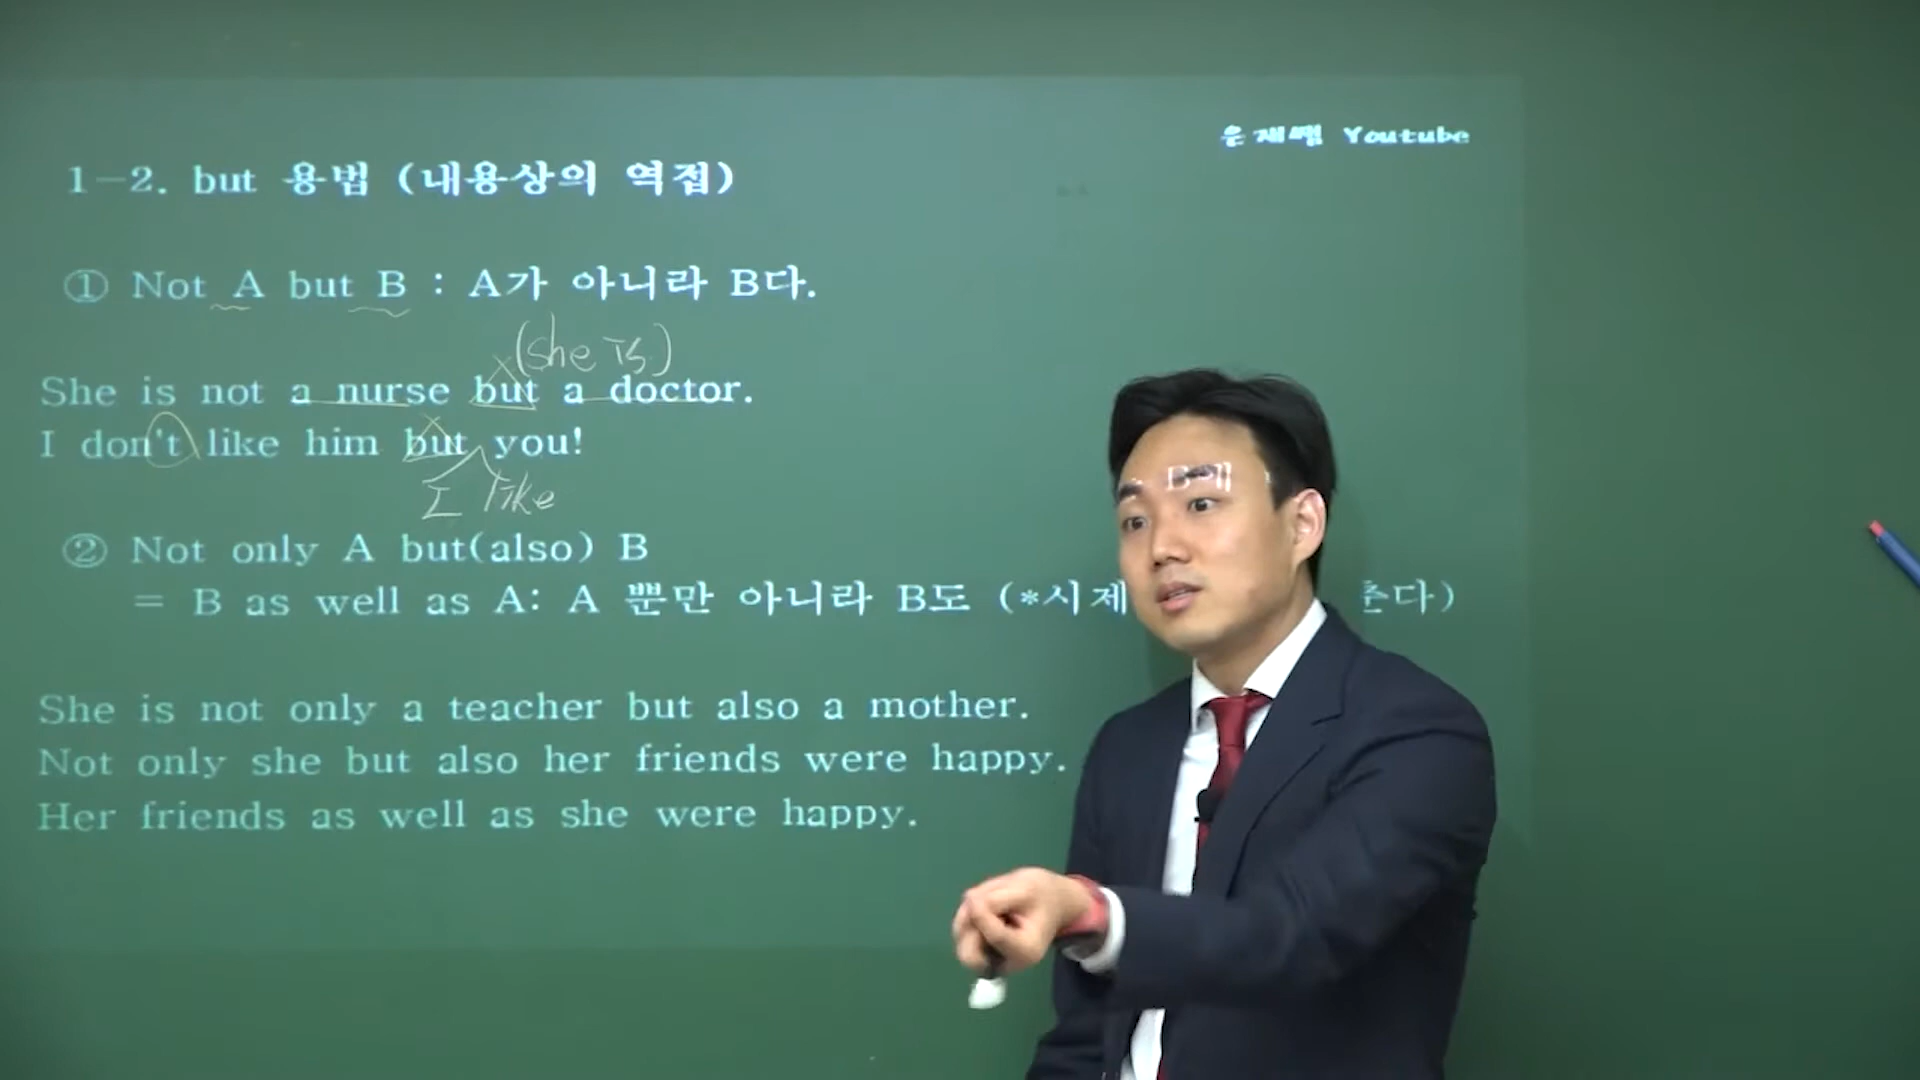 윤재쌤 Youtube
1-2. but 용법 (내용상의 역접)
① Not A but B : A가 아니라 B다.
(she is)
She is not a nurse but a doctor.
I don't like him but you!
I like
② Not only A but(also) B
= B as well as A: A 뿐만 아니라 B도 (*시제 춘다)
She is not only a teacher but also a mother.
Not only she but also her friends were happy.
Her friends as well as she were happy.